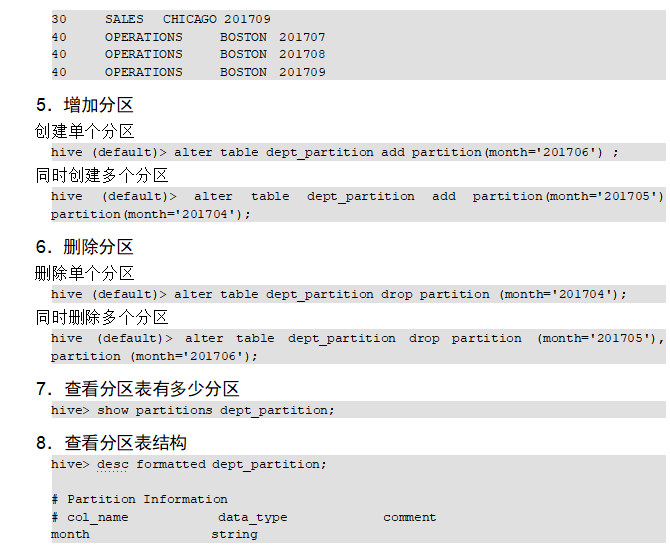 30 SALES CHICAGO 201709
40 OPERATIONS BOSTON 201707
40 OPERATIONS BOSTON 201708
40 OPERATIONS BOSTON 201709
5．增加分区
创建单个分区
hive (default)> alter table dept_partition add partition(month='201706') ;
同时创建多个分区
hive (default)> alter table dept_partition add partition(month='201705')
partition(month='201704');
6．删除分区
删除单个分区
hive (default)> alter table dept_partition drop partition (month='201704');
同时删除多个分区
hive (default)> alter table dept_partition drop partition (month='201705'),
partition (month='201706');
7．查看分区表有多少分区
hive> show partitions dept_partition;
8．查看分区表结构
hive> desc formatted dept_partition;
# Partition Information
# col_name data_type comment
month string